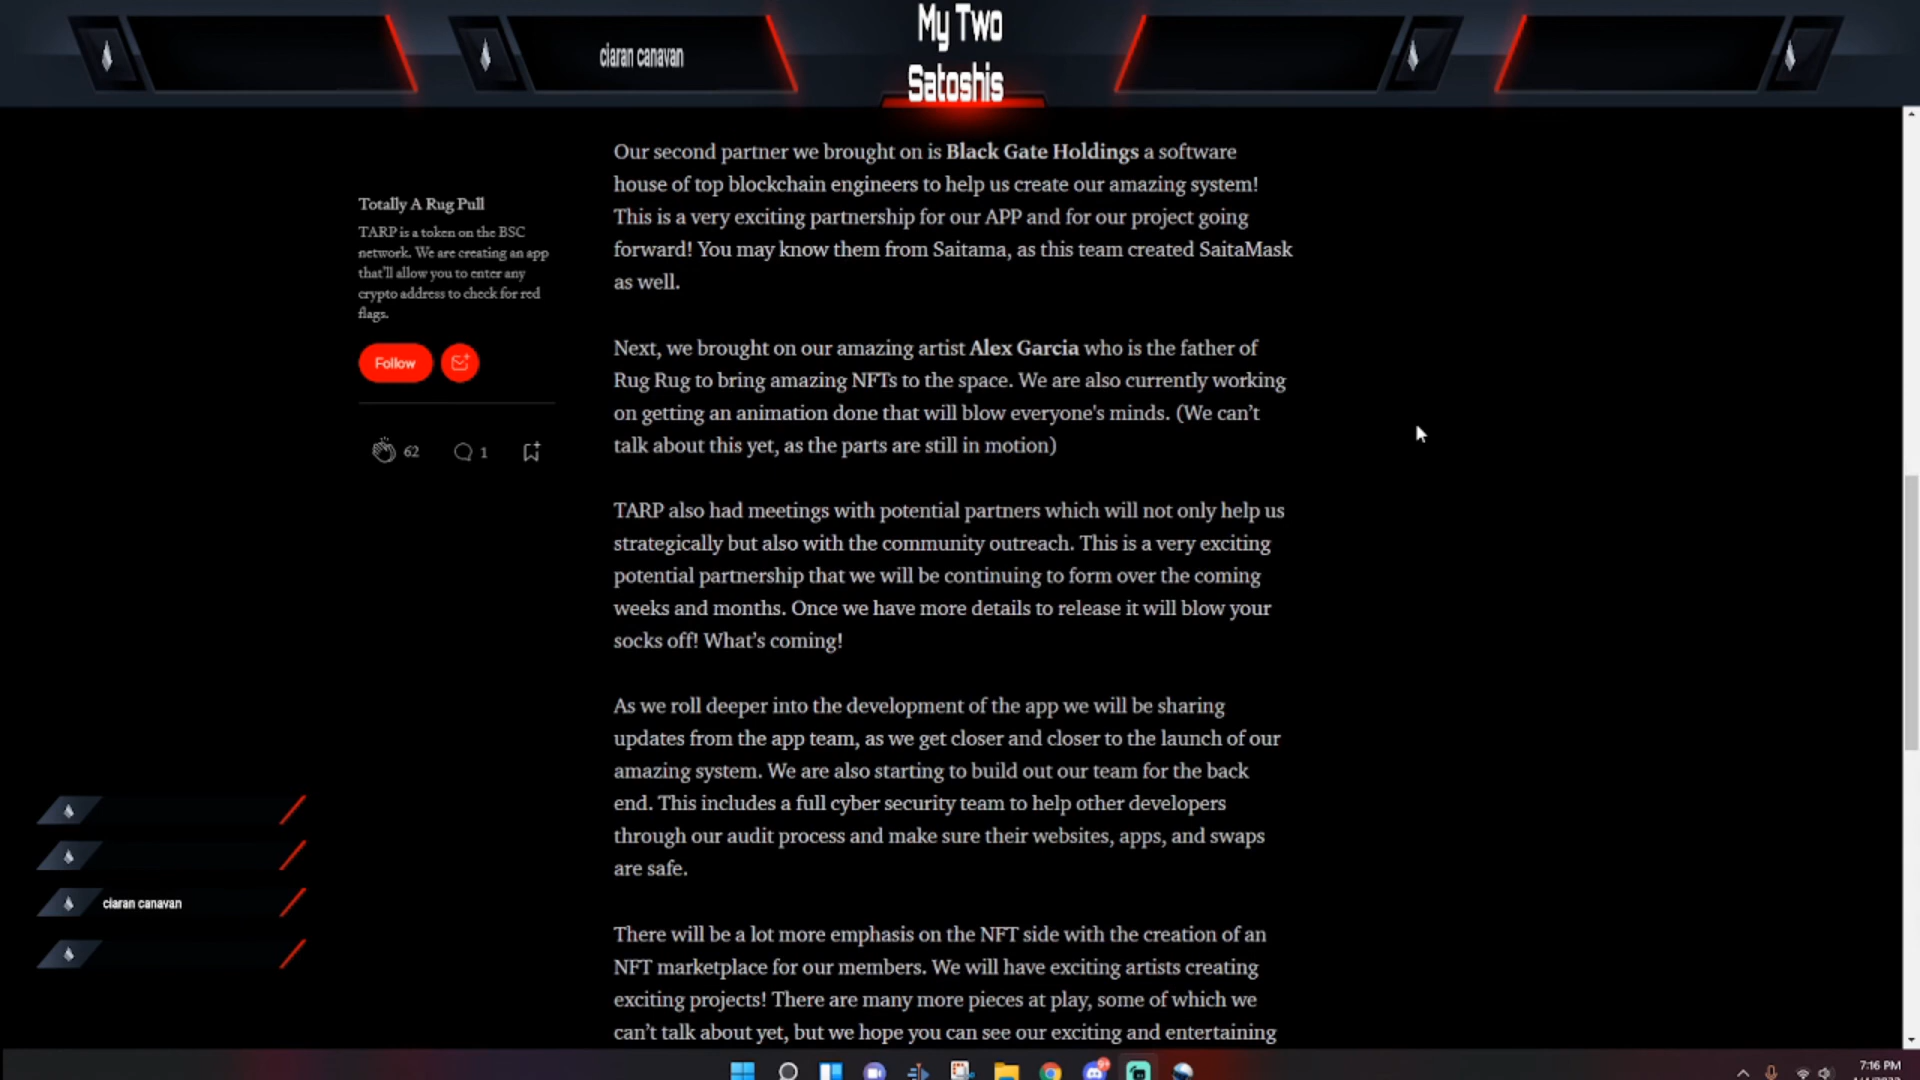 My Two
Satoshis
ciaran canavan
Totally A Rug Pull
TARP is a token on the BSC
network. We are creating an app
that'll allow you to enter any
crypto address to check for red
flags.
Follow
62
1
Our second partner we brought on is Black Gate Holdings a software
house of top blockchain engineers to help us create our amazing system!
This is a very exciting partnership for our APP and for our project going
forward! You may know them from Saitama, as this team created SaitaMask
as well.
Next, we brought on our amazing artist Alex Garcia who is the father of
Rug Rug to bring amazing NFTs to the space. We are also currently working
on getting an animation done that will blow everyone's minds. (We can't
talk about this yet, as the parts are still in motion)
TARP also had meetings with potential partners which will not only help us
strategically but also with the community outreach. This is a very exciting
potential partnership that we will be continuing to form over the coming
weeks and months. Once we have more details to release it will blow your
socks off! What's coming!
As we roll deeper into the development of the app we will be sharing
updates from the app team, as we get closer and closer to the launch of our
amazing system. We are also starting to build out our team for the back
end. This includes a full cyber security team to help other developers
through our audit process and make sure their websites, apps, and swaps
are safe.
There will be a lot more emphasis on the NFT side with the creation of an
NFT marketplace for our members. We will have exciting artists creating
exciting projects! There are many more pieces at play, some of which we
can't talk about yet, but we hope you can see our exciting and entertaining
ciaran canavan
7:16 PM